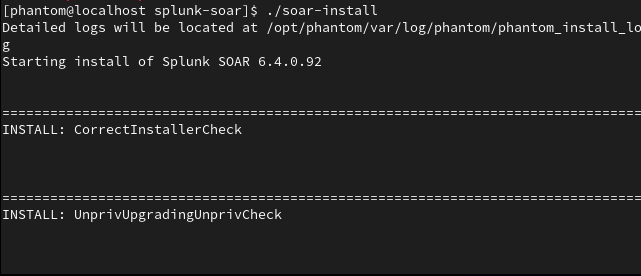 [phantom@localhost splunk-soar]$ ./soar-install
Detailed logs will be located at /opt/phantom/var/log/phantom/phantom_install_lo
g
Starting install of Splunk SOAR 6.4.0.92
================================================================================
INSTALL: CorrectInstallerCheck
================================================================================
INSTALL: UnprivUpgradingUnprivCheck